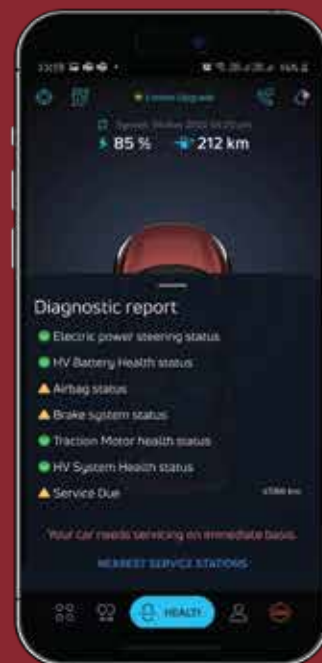 85 % 212 km
Diagnostic report
Electric power steering status
HV Battery Health status
Airbag status
Brake system status
Traction Motor health status
HV System Health status
Service Due
Your car needs servicing on immediate basis.
NEAREST SERVICE STATIONS
HEALTH